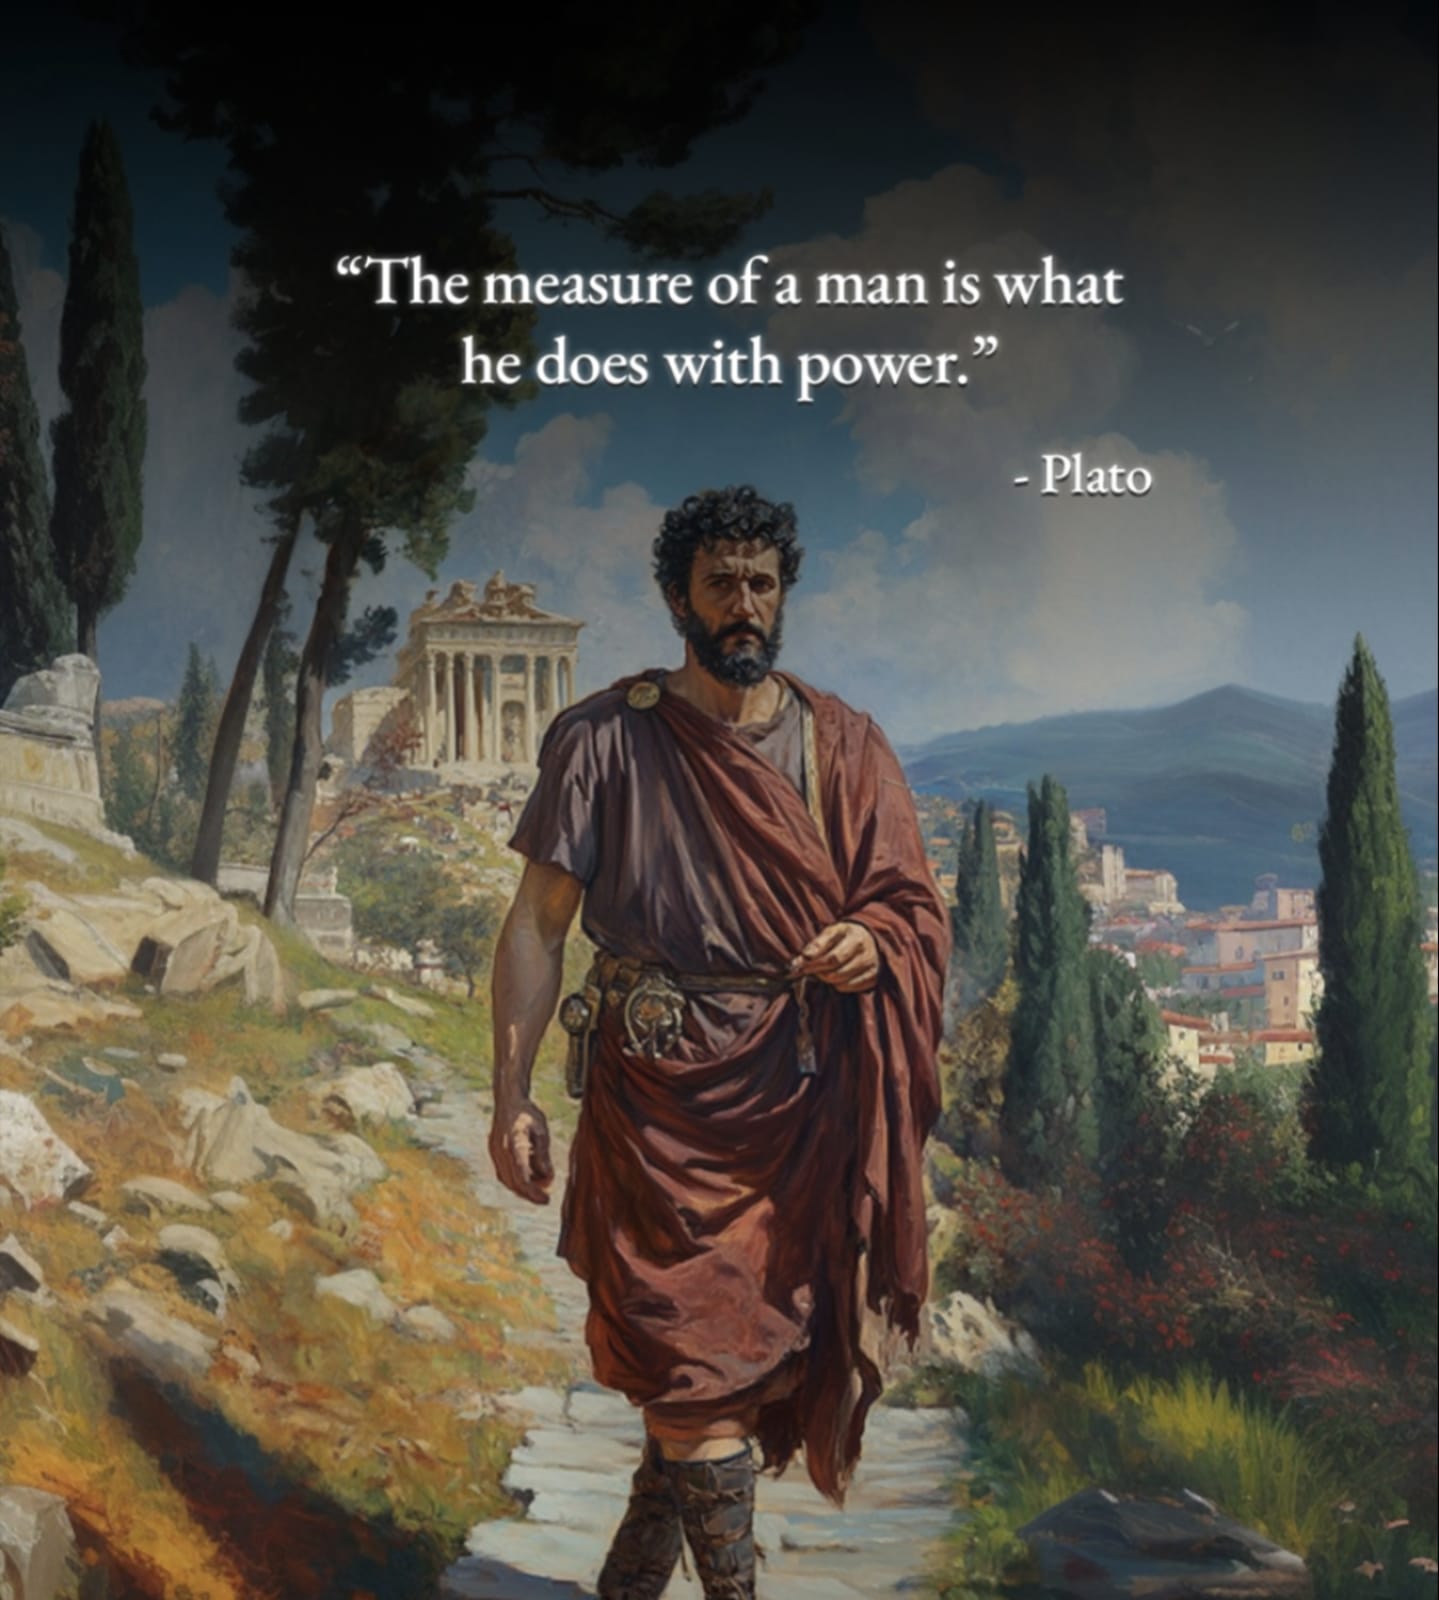 “The measure of a man is what
he does with power.”
- Plato